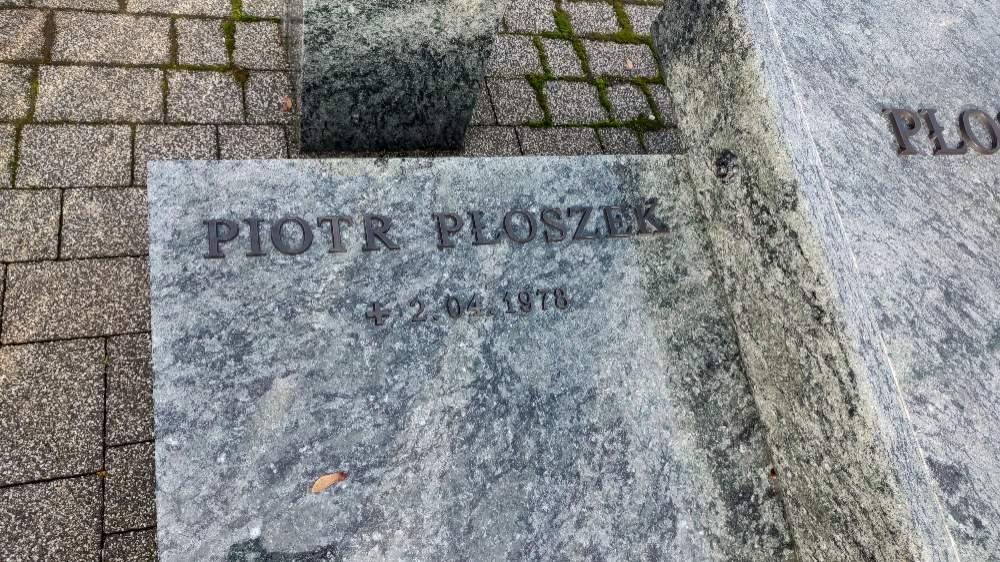 PIOTR PŁOSZEK
+ 2.04.1978
PŁO